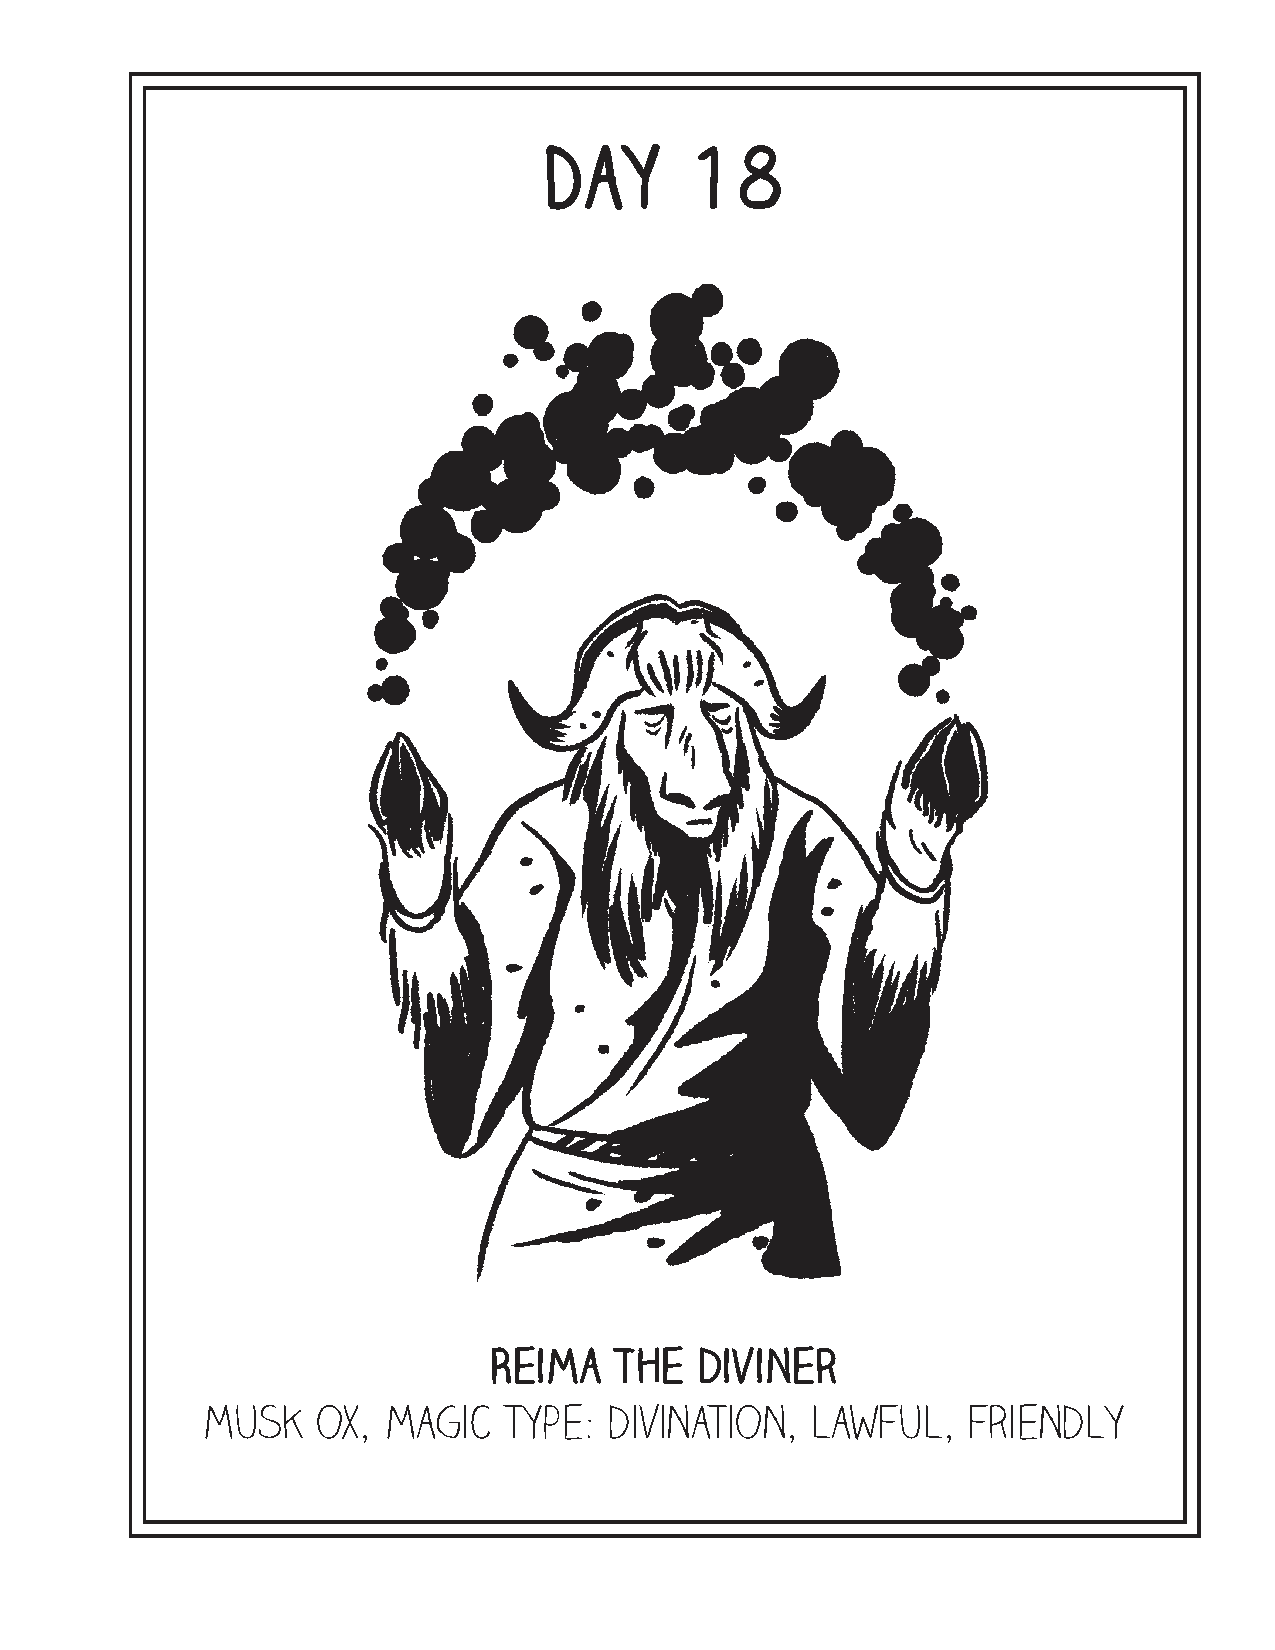 DAY 18
REIMA THE DIVINER
MUSK OX, MAGIC TYPE: DIVINATION, LAWFUL, FRIENDLY